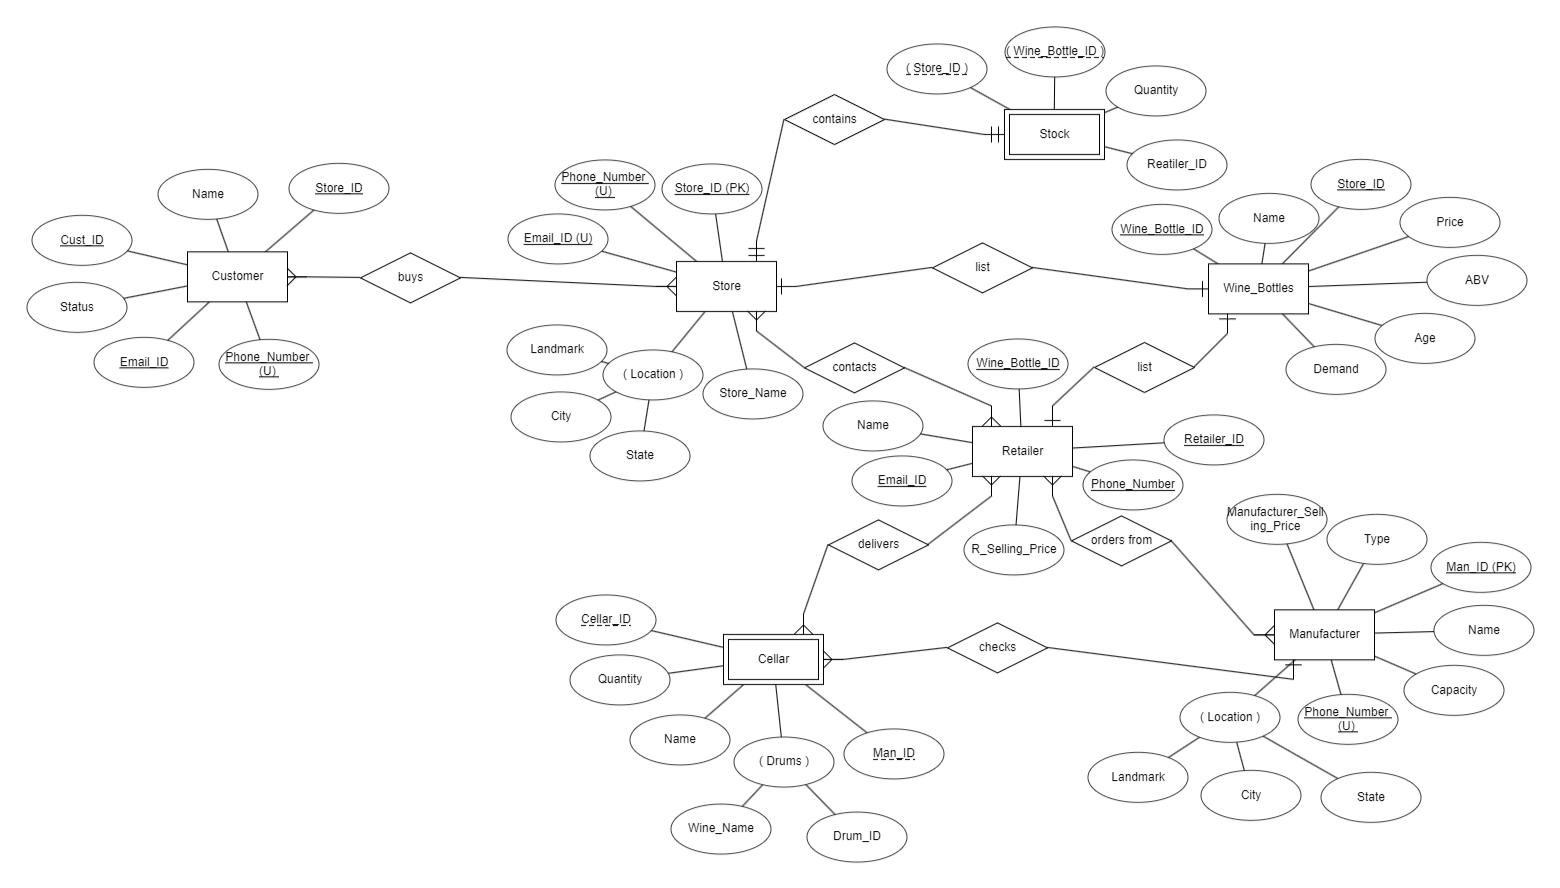 ( Wine_Bottle_ID )
( Store_ID )
Quantity
contains
Stock
Reatiler_ID
Name
Store_ID
Cust_ID
Customer
Status
Email_ID
Phone_Number
(U)
buys
Phone_Number
(U)
Store_ID (PK)
Email_ID (U)
Store
Landmark
( Location )
City
State
Store_Name
list
Wine_Bottle_ID
Name
Store_ID
Price
Wine_Bottles
ABV
Age
Demand
contacts
list
Wine_Bottle_ID
Name
Retailer_ID
Retailer
Email_ID
Phone_Number
R_Selling_Price
delivers
orders from
Manufacturer_Sell
ing_Price
Type
Man_ID (PK)
Name
Manufacturer
Capacity
Phone_Number
(U)
( Location )
Landmark
City
State
checks
Cellar_ID
Cellar
Quantity
Name
( Drums )
Man_ID
Wine_Name
Drum_ID